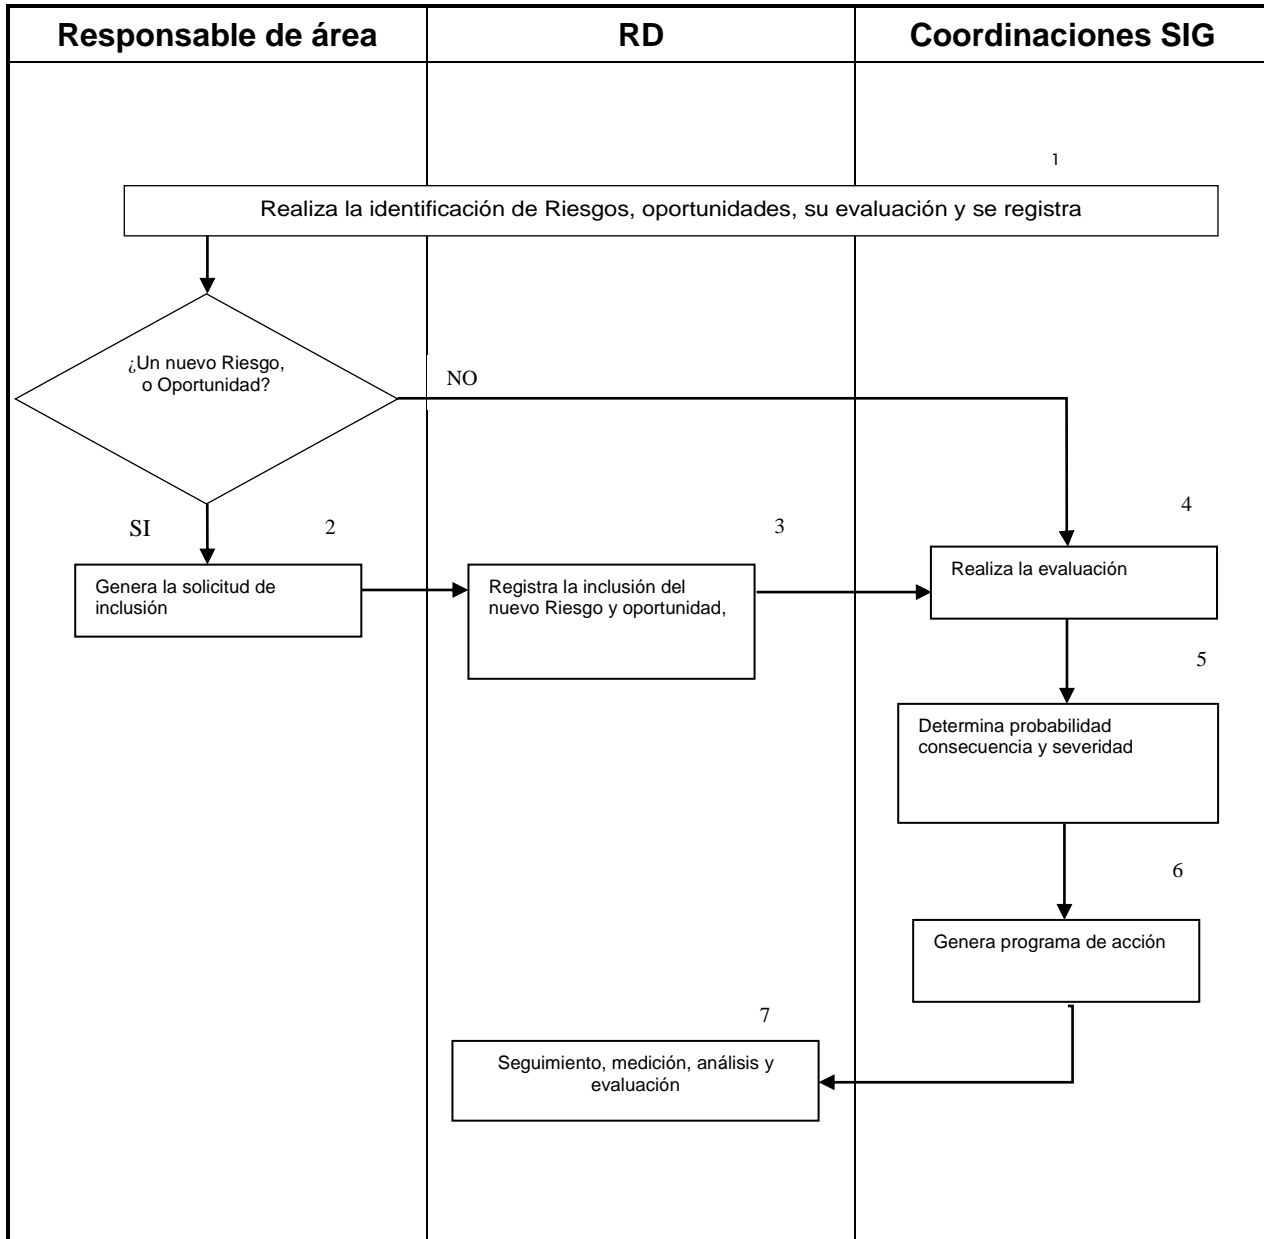 Responsable de área
RD
Coordinaciones SIG
1
Realiza la identificación de Riesgos, oportunidades, su evaluación y se registra
¿Un nuevo Riesgo,
o Oportunidad?
NO
SI
2
3
4
Genera la solicitud de
inclusión
Registra la inclusión del
nuevo Riesgo y oportunidad,
Realiza la evaluación
5
Determina probabilidad
consecuencia y severidad
6
Genera programa de acción
7
Seguimiento, medición, análisis y
evaluación